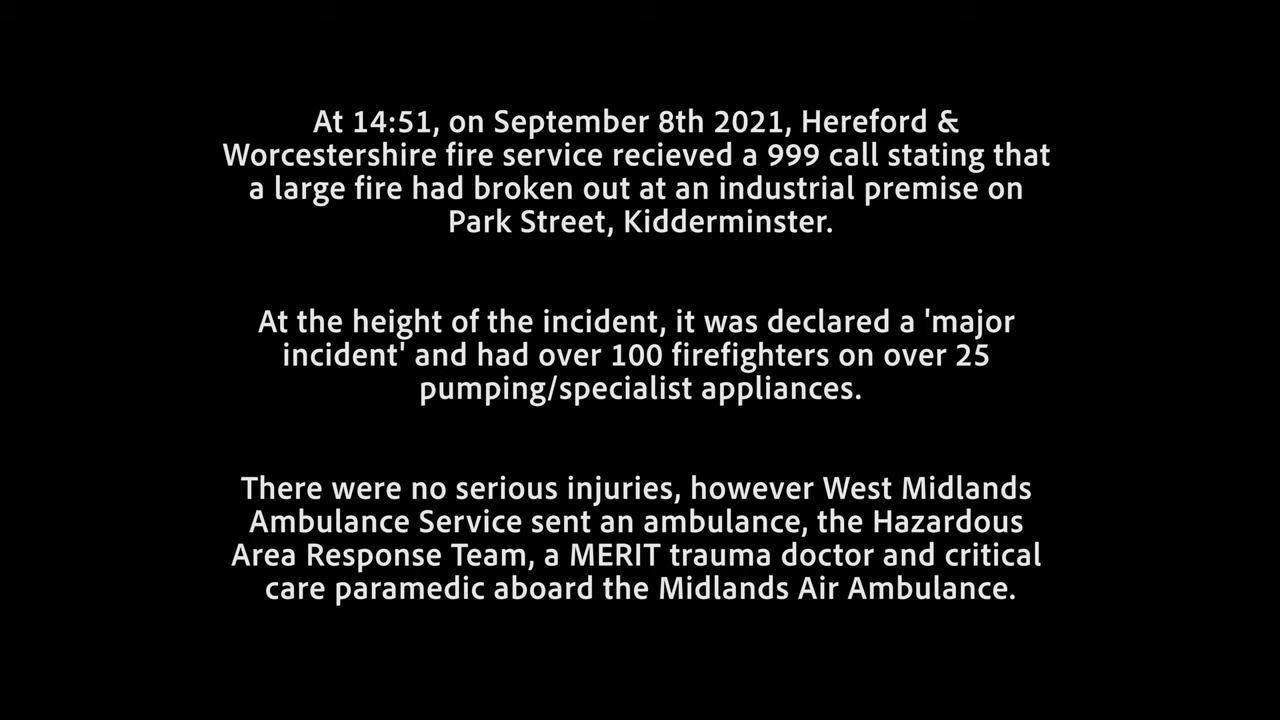 At 14:51, on September 8th 2021, Hereford &
Worcestershire fire service recieved a 999 call stating that
a large fire had broken out at an industrial premise on
Park Street, Kidderminster.
At the height of the incident, it was declared a 'major
incident' and had over 100 firefighters on over 25
pumping/specialist appliances.
There were no serious injuries, however West Midlands
Ambulance Service sent an ambulance, the Hazardous
Area Response Team, a MERIT trauma doctor and critical
care paramedic aboard the Midlands Air Ambulance.